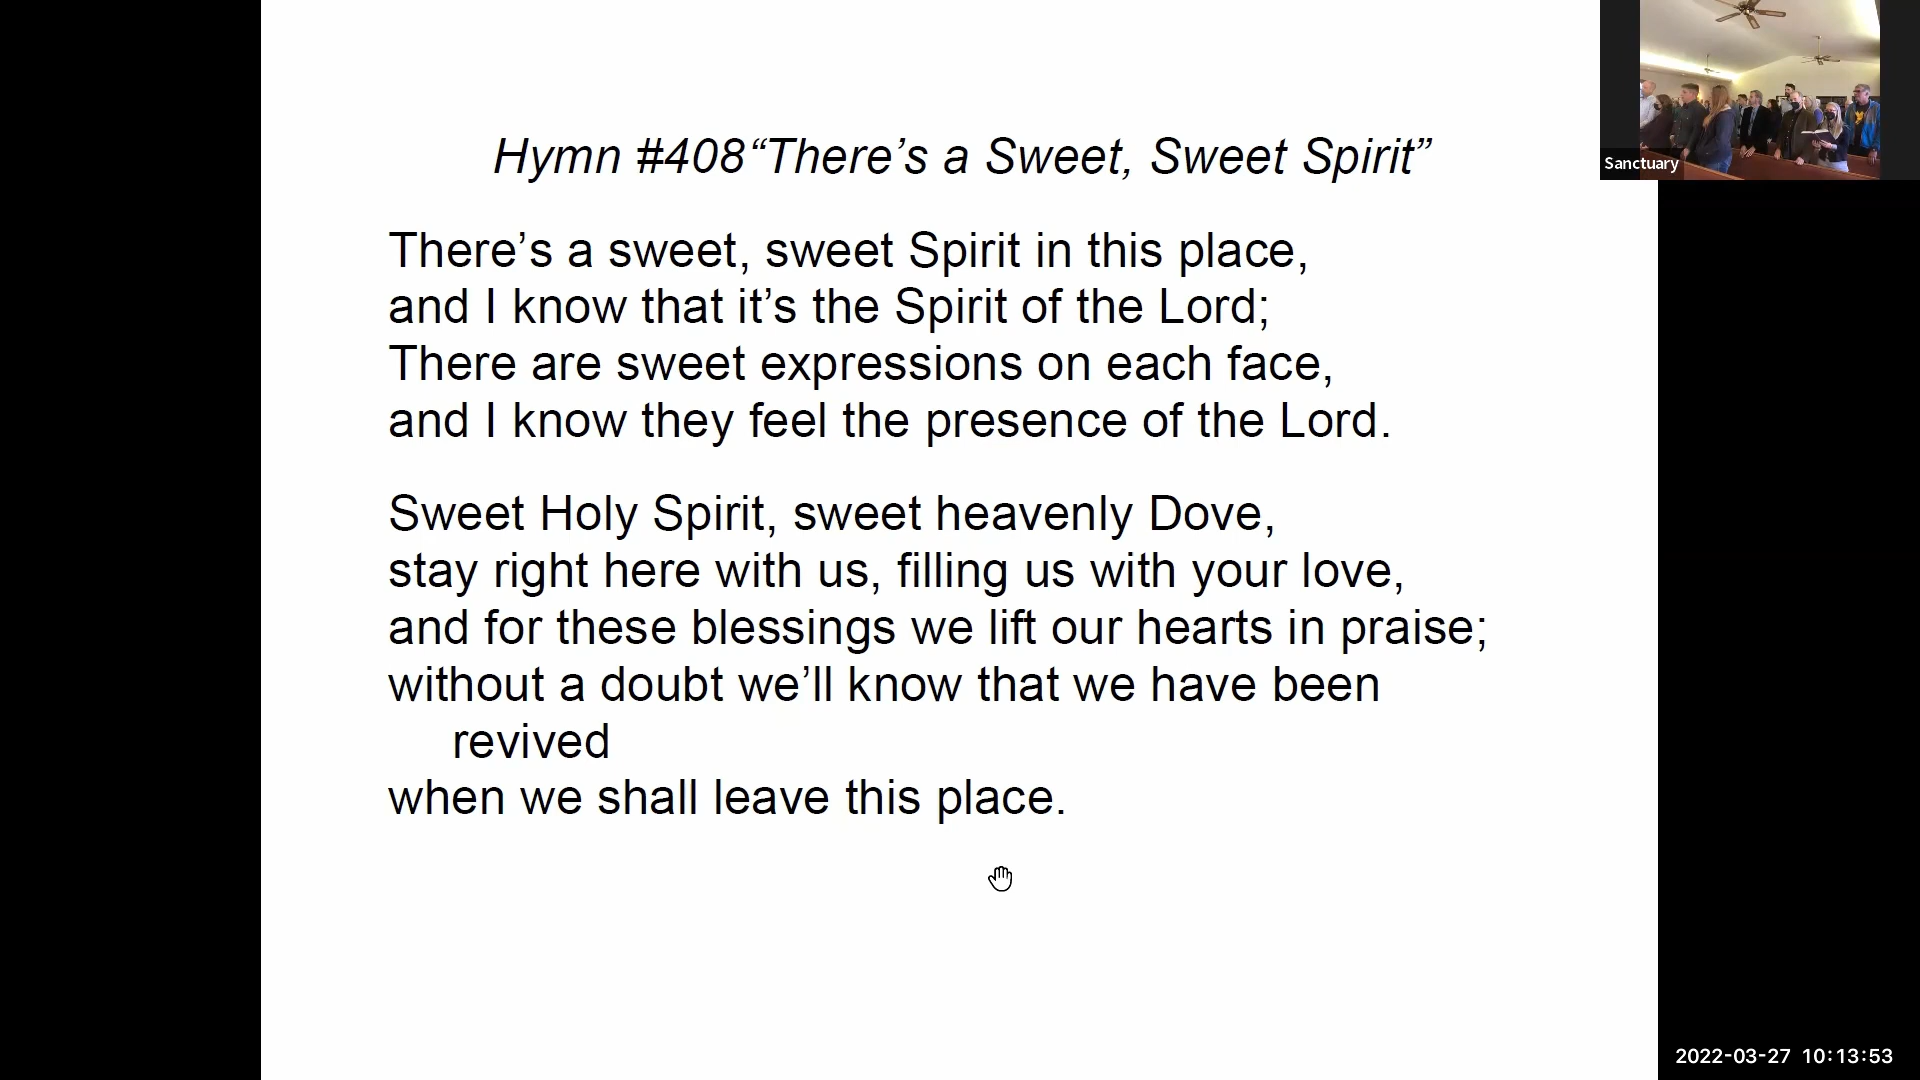 Hymn #408“There’s a Sweet, Sweet Spirit”
There’s a sweet, sweet Spirit in this place,
and I know that it’s the Spirit of the Lord;
There are sweet expressions on each face,
and I know they feel the presence of the Lord.
Sweet Holy Spirit, sweet heavenly Dove,
stay right here with us, filling us with your love,
and for these blessings we lift our hearts in praise;
without a doubt we’ll know that we have been
revived
when we shall leave this place.
Sanctuary
2022-03-27 10:13:53